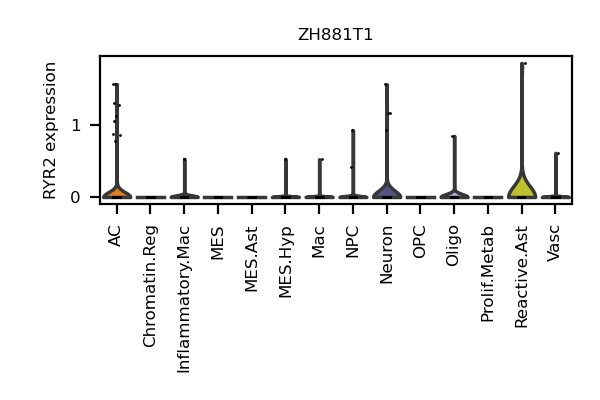 ZH881T1
RYR2 expression
1
0
AC
Chromatin.Reg
Inflammatory.Mac
MES
MES.Ast
MES.Hyp
Mac
NPC
Neuron
OPC
Oligo
Prolif.Metab
Reactive.Ast
Vasc